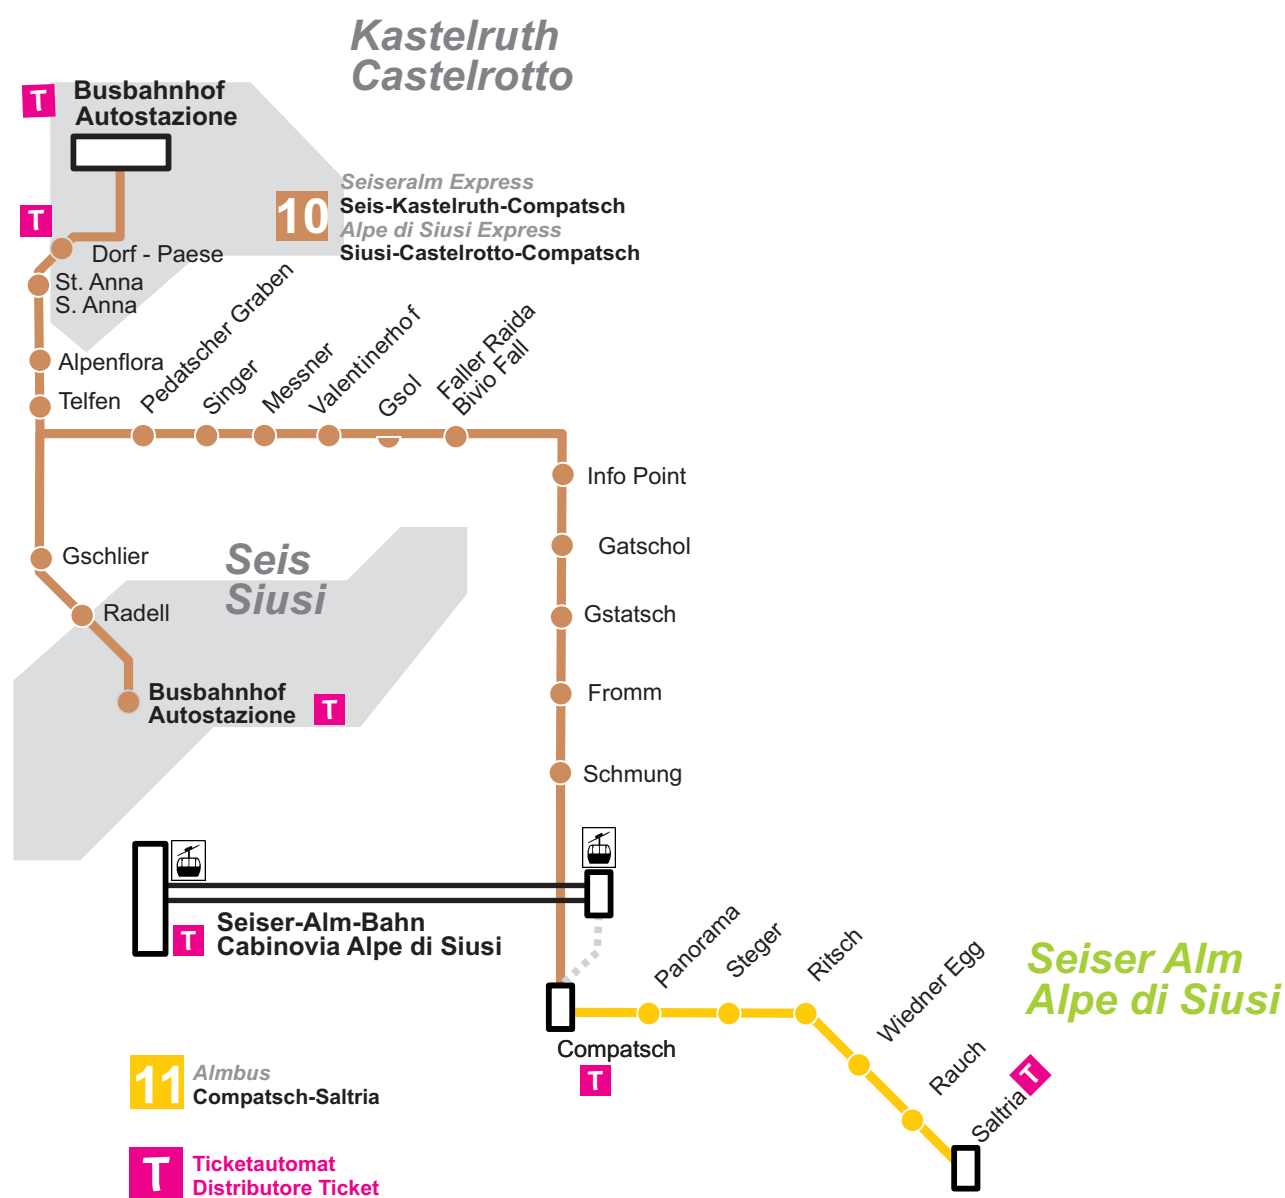 Kastelruth
Castelrotto
T
Busbahnhof
Autostazione
T
10
Seiseralm Express
Seis-Kastelruth-Compatsch
Alpe di Siusi Express
Siusi-Castelrotto-Compatsch
Dorf - Paese
St. Anna
S. Anna
Alpenflora
Telfen
Pedatscher Graben
Singer
Messner
Valentinerhof
Gsol
Faller Raida
Bivio Fall
Info Point
Gatschol
Gstatsch
Fromm
Schmung
Gschlier
Radell
Seis
Siusi
Busbahnhof
Autostazione
T
T
Seiser-Alm-Bahn
Cabinovia Alpe di Siusi
Compatsch
T
Panorama
Steger
Ritsch
Wiedner Egg
Rauch
Saltria
T
Seiser Alm
Alpe di Siusi
11
Almbus
Compatsch-Saltria
T
Ticketautomat
Distributore Ticket